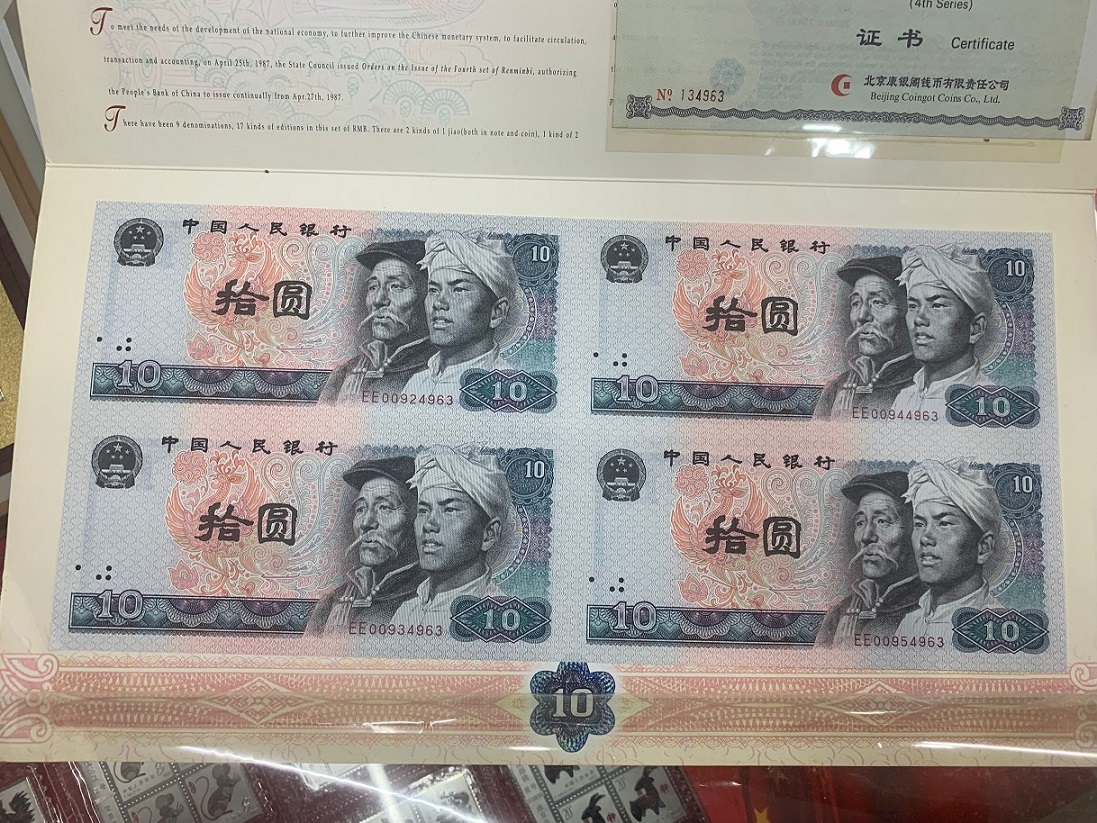 To meet the needs of the development of the national economy, to further improve the Chinese monetary system, to facilitate circulation,
transaction and accounting, on April 25th, 1987, the State Council issued Orders on the Issue of the Fourth set of Renminbi, authorizing
the People's Bank of China to issue continually from Apr.27th, 1987.
There have been 9 denominations, 17 kinds of editions in this set of RMB. There are 2 kinds of 1 jiao(both in note and coin), 1 kind of 2
(4th Series)
证书 Certificate
北京康银阁钱币有限责任公司
Beijing Coingot Coins Co., Ltd.
№ 134963
中国人民银行
10
拾圆
10
EE00924963
10
中国人民银行
10
拾圆
10
EE00944963
10
中国人民银行
10
拾圆
10
EE00934963
10
中国人民银行
10
拾圆
10
EE00954963
10
10